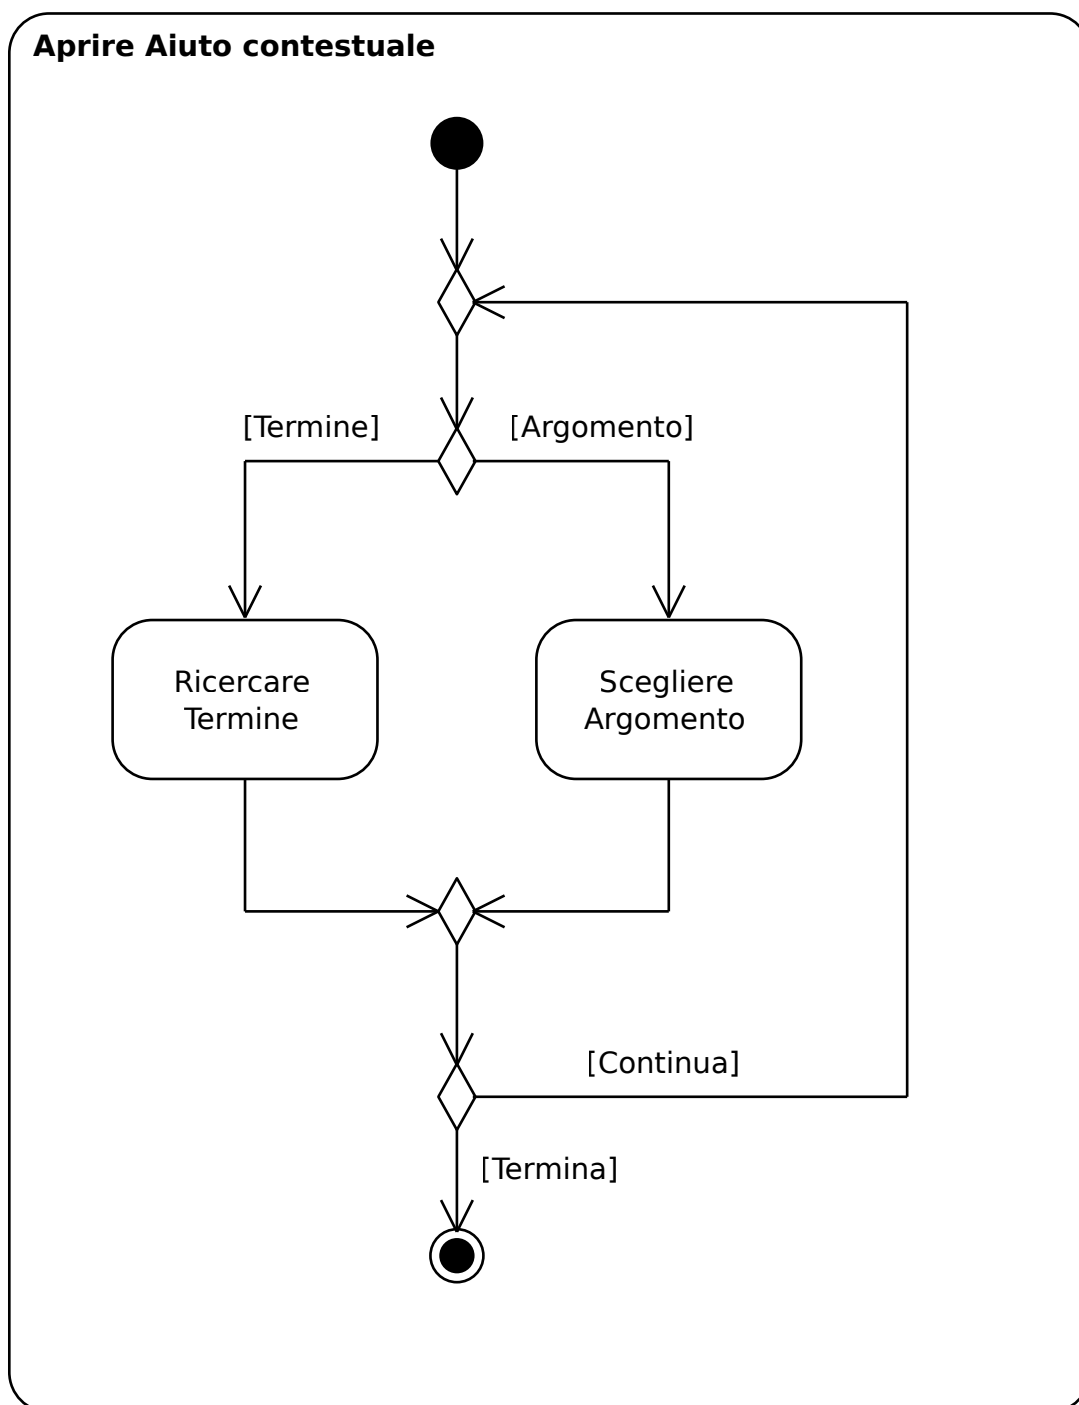 Aprire Aiuto contestuale
[Termine]
[Argomento]
Ricercare
Termine
Scegliere
Argomento
[Continua]
[Termina]